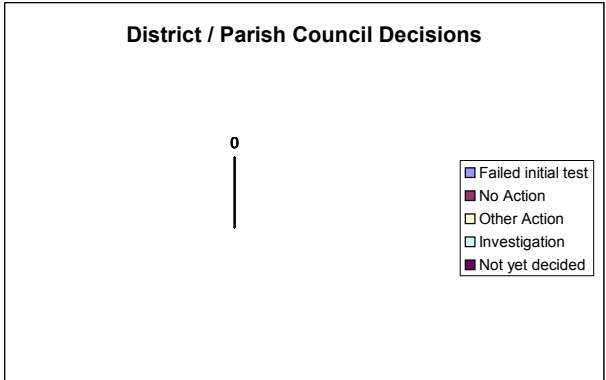 District / Parish Council Decisions
0
Failed initial test
No Action
Other Action
Investigation
Not yet decided